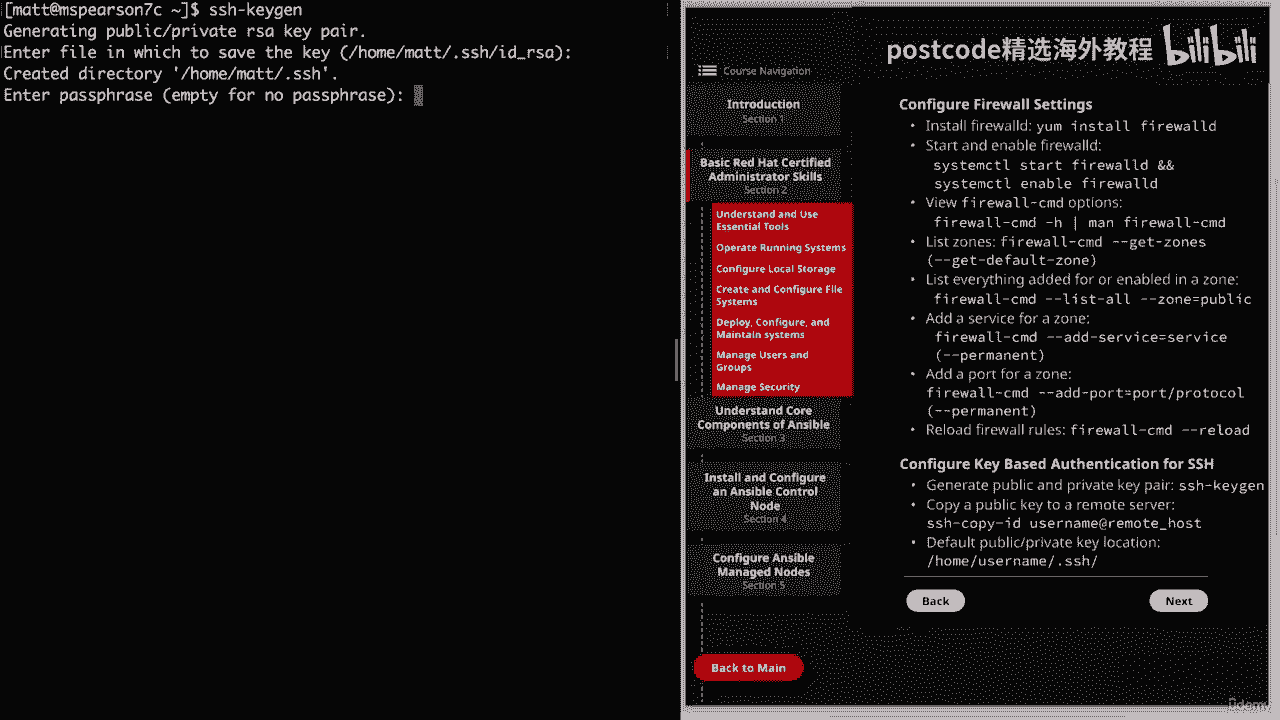 [matt@mspearson7c ~]$ ssh-keygen
Generating public/private rsa key pair.
Enter file in which to save the key (/home/matt/.ssh/id_rsa):
Created directory '/home/matt/.ssh'.
Enter passphrase (empty for no passphrase):
postcode精选海外教程 bilibili
Course Navigation
Introduction
Section 1
Basic Red Hat Certified
Administrator Skills
Section 2
Understand and Use
Essential Tools
Operate Running Systems
Configure Local Storage
Create and Configure File
Systems
Deploy, Configure, and
Maintain systems
Manage Users and
Groups
Manage Security
Understand Core
Components of Ansible
Section 3
Install and Configure
an Ansible Control
Node
Section 4
Configure Ansible
Managed Nodes
Section 5
Back to Main
Configure Firewall Settings
• Install firewalld: yum install firewalld
• Start and enable firewalld:
systemctl start firewalld &&
systemctl enable firewalld
• View firewall-cmd options:
firewall-cmd -h | man firewall-cmd
• List zones: firewall-cmd --get-zones
(--get-default-zone)
• List everything added for or enabled in a zone:
firewall-cmd --list-all --zone=public
• Add a service for a zone:
firewall-cmd --add-service=service
(--permanent)
• Add a port for a zone:
firewall-cmd --add-port=port/protocol
(--permanent)
• Reload firewall rules: firewall-cmd --reload
Configure Key Based Authentication for SSH
• Generate public and private key pair: ssh-keygen
• Copy a public key to a remote server:
ssh-copy-id username@remote_host
• Default public/private key location:
/home/username/.ssh/
Back
Next
ûdemy